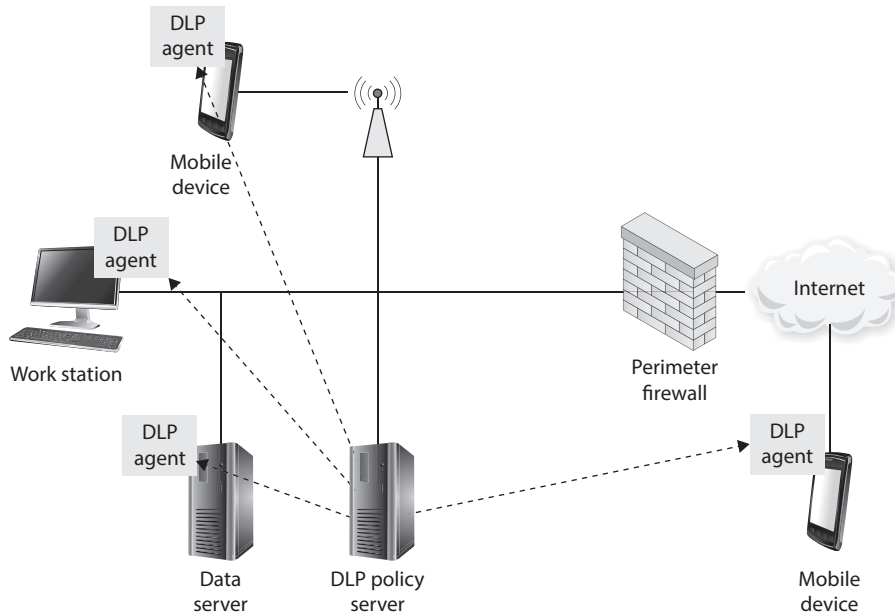 DLP
agent
Mobile
device
DLP
agent
Work station
Internet
Perimeter
firewall
DLP
agent
DLP
agent
Data
server
DLP policy
server
Mobile
device